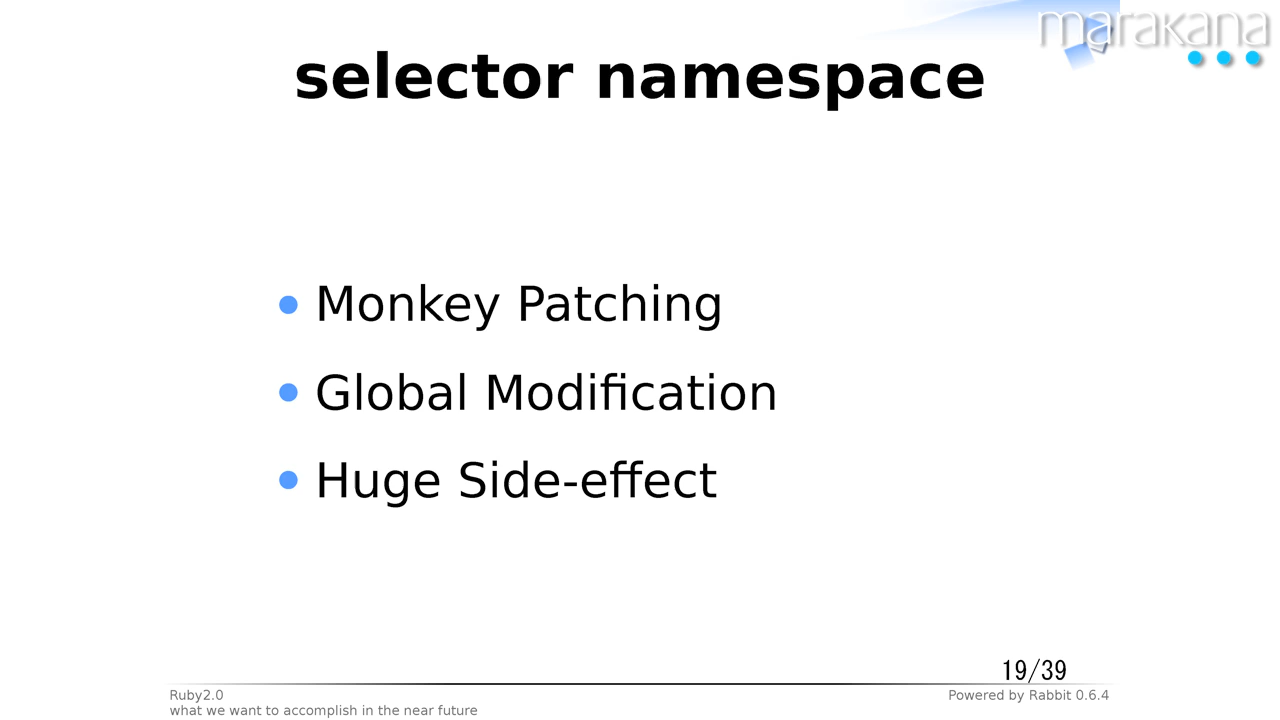 marakana
selector namespace
Monkey Patching
Global Modification
Huge Side-effect
19/39
Ruby2.0
Powered by Rabbit 0.6.4
what we want to accomplish in the near future